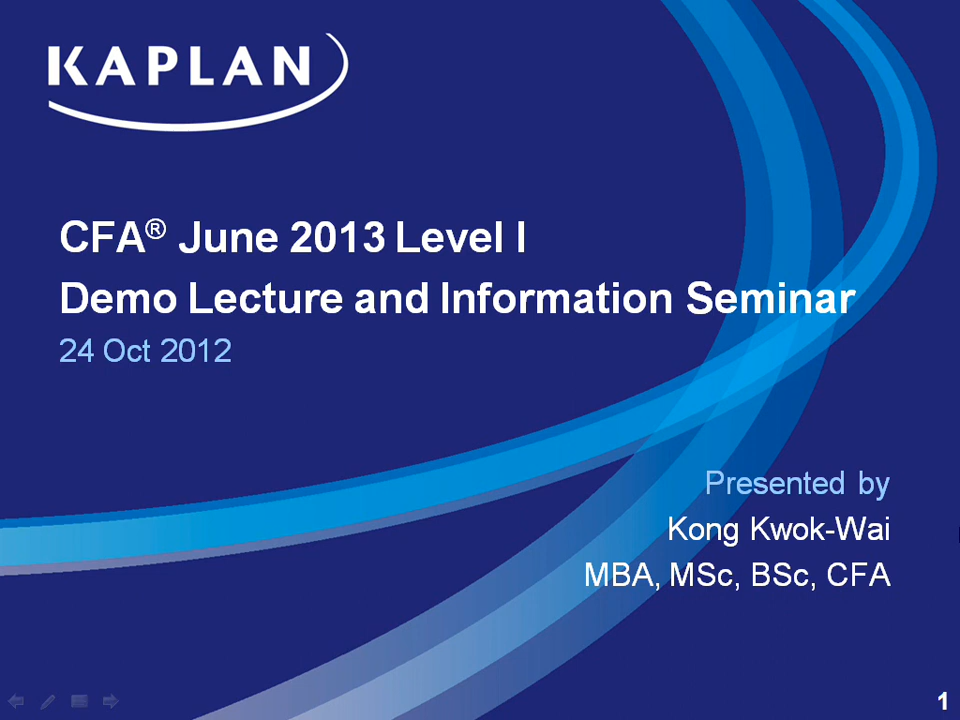 KAPLAN
CFA® June 2013 Level I
Demo Lecture and Information Seminar
24 Oct 2012
Presented by
Kong Kwok-Wai
MBA, MSc, BSc, CFA
1